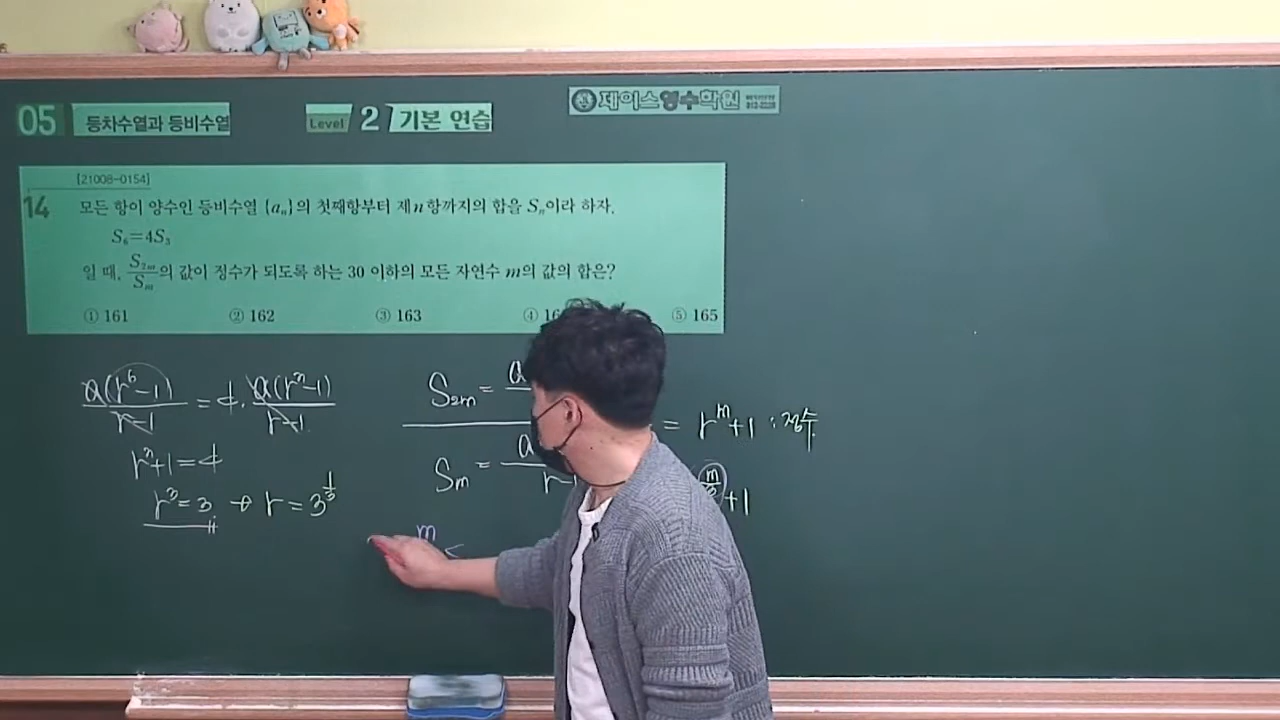 05 등차수열과 등비수열 Level 2 기본 연습 제이스영수학원
[21008-0154]
14 모든 항이 양수인 등비수열 {aₙ}의 첫째항부터 제n항까지의 합을 Sₙ이라 하자.
S₆=4S₃
일 때, S₂ₘ/Sₘ의 값이 정수가 되도록 하는 30 이하의 모든 자연수 m의 값의 합은?
① 161 ② 162 ③ 163 ④ ⑤ 165
a(r⁶-1)/(r-1) = 4·a(r³-1)/(r-1)
r³+1=4
r³=3 → r=3^(1/3)
S₂ₘ= a
Sₘ= a
= rᵐ+1 : 정수
+1
m <